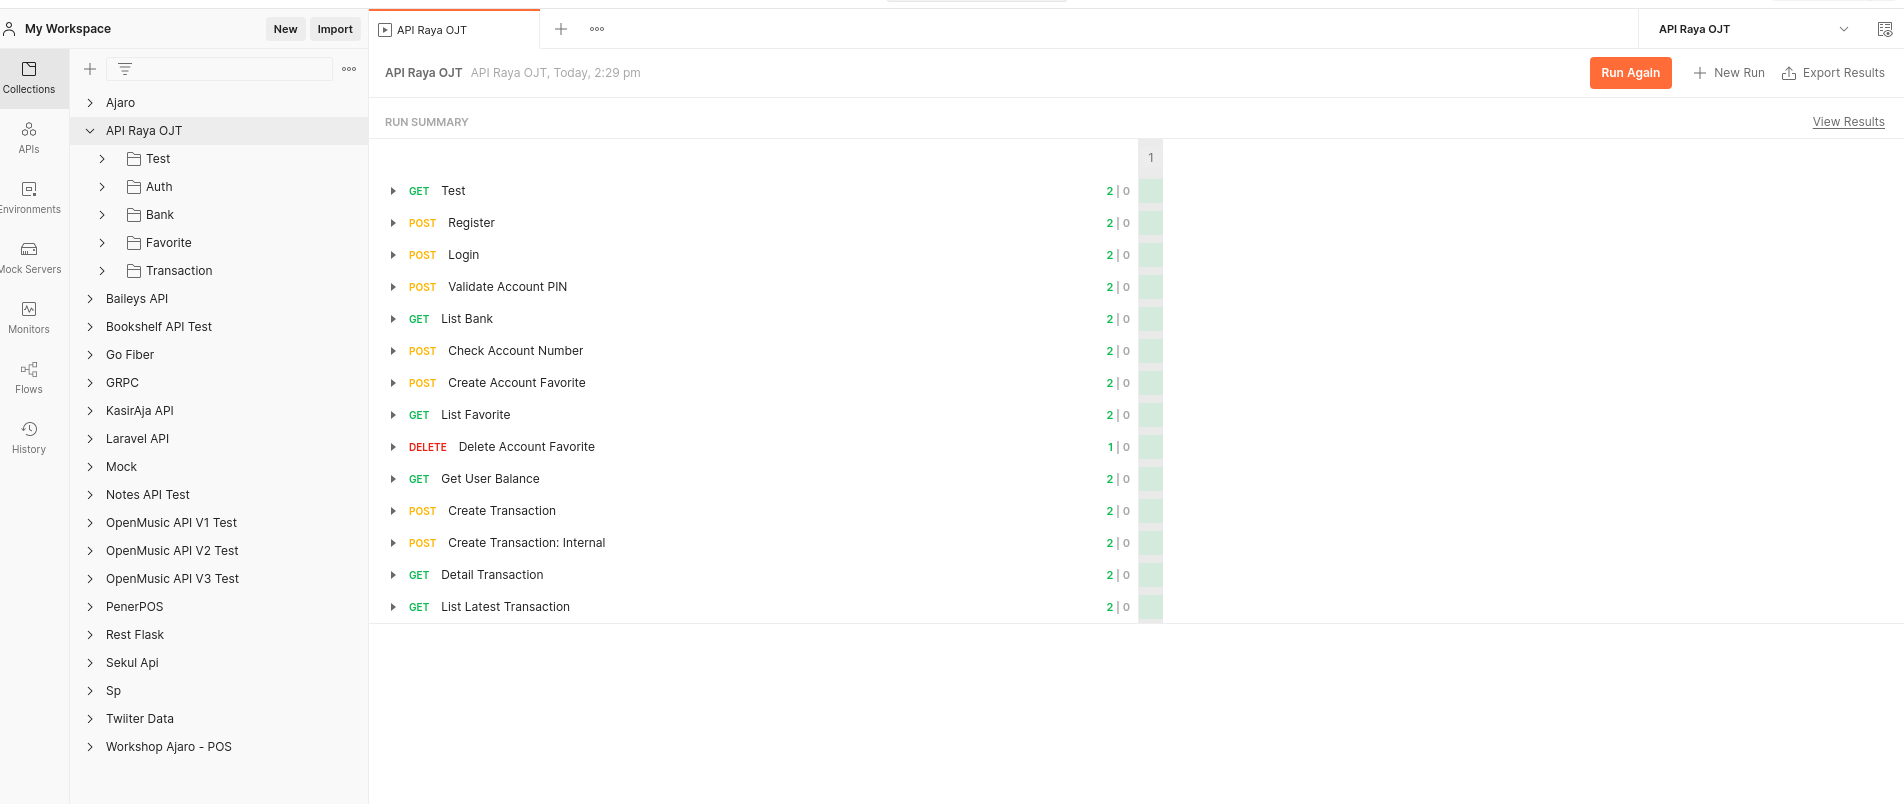 My Workspace
New
Import
API Raya OJT
API Raya OJT
Collections
APIs
Environments
Mock Servers
Monitors
Flows
History
Ajaro
API Raya OJT
Test
Auth
Bank
Favorite
Transaction
Baileys API
Bookshelf API Test
Go Fiber
GRPC
KasirAja API
Laravel API
Mock
Notes API Test
OpenMusic API V1 Test
OpenMusic API V2 Test
OpenMusic API V3 Test
PenerPOS
Rest Flask
Sekul Api
Sp
Twiiter Data
Workshop Ajaro - POS
API Raya OJT API Raya OJT, Today, 2:29 pm
Run Again
New Run
Export Results
RUN SUMMARY
View Results
1
GET Test 2 | 0
POST Register 2 | 0
POST Login 2 | 0
POST Validate Account PIN 2 | 0
GET List Bank 2 | 0
POST Check Account Number 2 | 0
POST Create Account Favorite 2 | 0
GET List Favorite 2 | 0
DELETE Delete Account Favorite 1 | 0
GET Get User Balance 2 | 0
POST Create Transaction 2 | 0
POST Create Transaction: Internal 2 | 0
GET Detail Transaction 2 | 0
GET List Latest Transaction 2 | 0